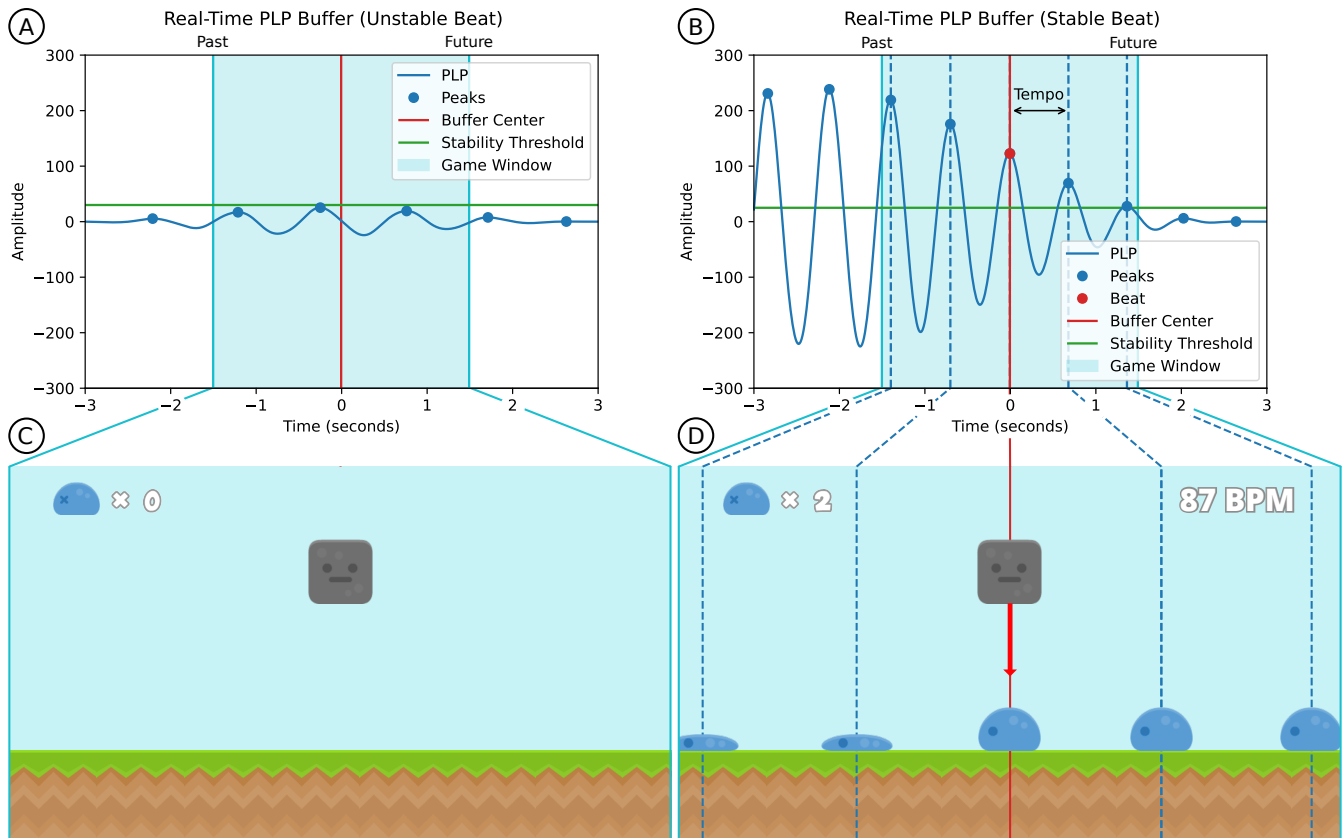 A
Real-Time PLP Buffer (Unstable Beat)
Past
Future
300
200
100
0
−100
−200
−300
Amplitude
PLP
Peaks
Buffer Center
Stability Threshold
Game Window
−3
−2
−1
0
1
2
3
Time (seconds)
B
Real-Time PLP Buffer (Stable Beat)
Past
Future
300
200
100
0
−100
−200
−300
Amplitude
Tempo
PLP
Peaks
Beat
Buffer Center
Stability Threshold
Game Window
−3
−2
−1
0
1
2
3
Time (seconds)
C
× 0
D
× 2
87 BPM